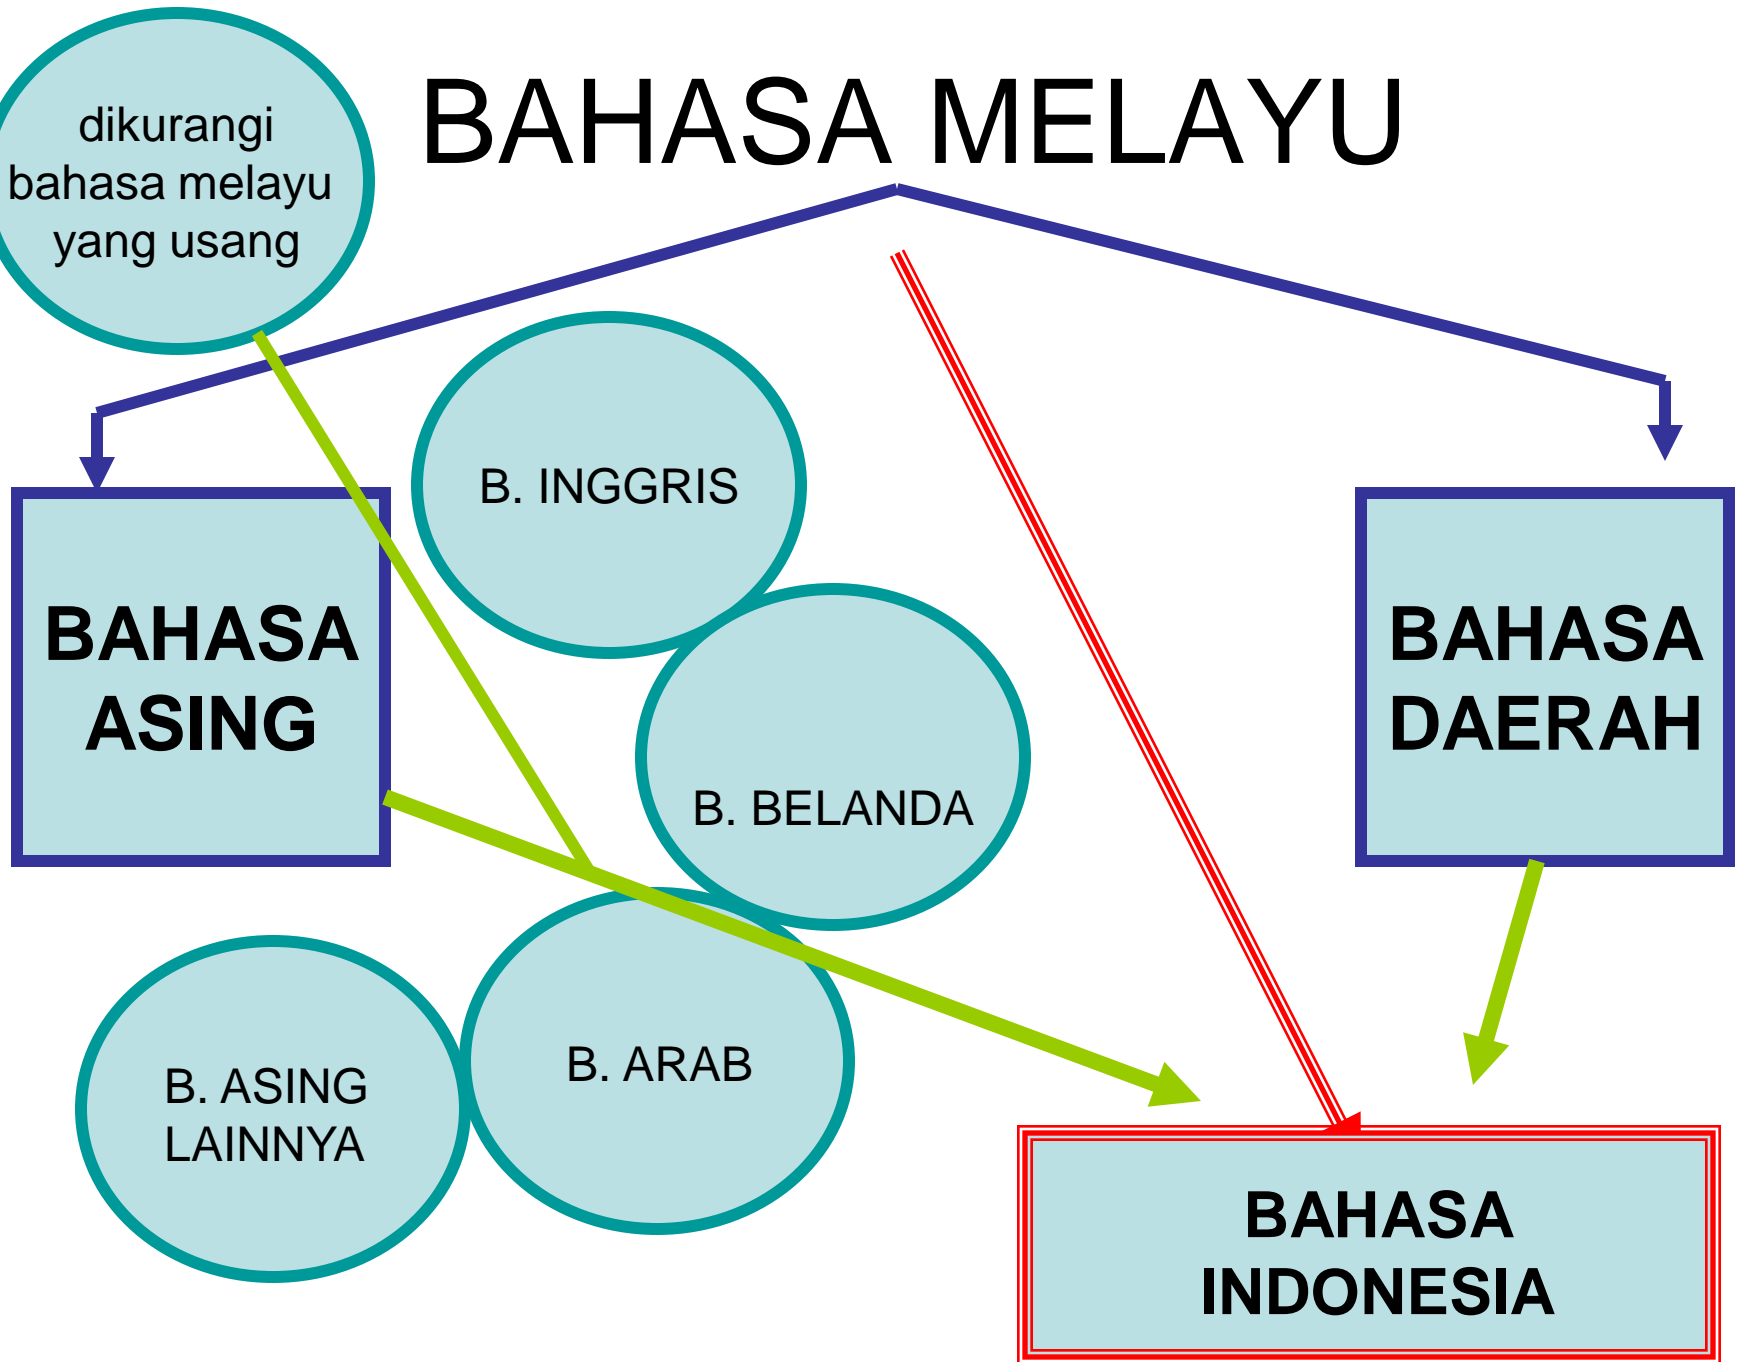 BAHASA MELAYU
dikurangi
bahasa melayu
yang usang
B. INGGRIS
BAHASA
ASING
BAHASA
DAERAH
B. BELANDA
B. ARAB
B. ASING
LAINNYA
BAHASA
INDONESIA